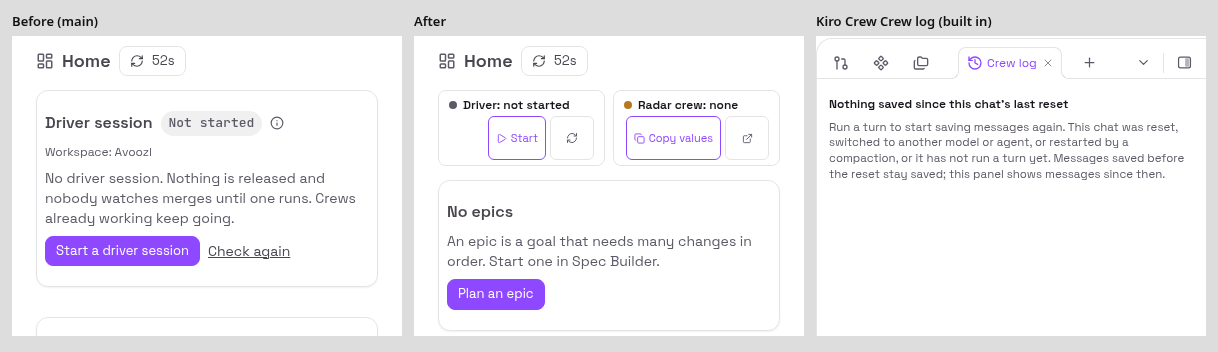 Before (main)
Home
52s
Driver session
Not started
Workspace: Avoozl
No driver session. Nothing is released and
nobody watches merges until one runs. Crews
already working keep going.
Start a driver session
Check again
After
Home
52s
Driver: not started
Start
Radar crew: none
Copy values
No epics
An epic is a goal that needs many changes in
order. Start one in Spec Builder.
Plan an epic
Kiro Crew Crew log (built in)
Crew log
Nothing saved since this chat's last reset
Run a turn to start saving messages again. This chat was reset,
switched to another model or agent, or restarted by a
compaction, or it has not run a turn yet. Messages saved before
the reset stay saved; this panel shows messages since then.